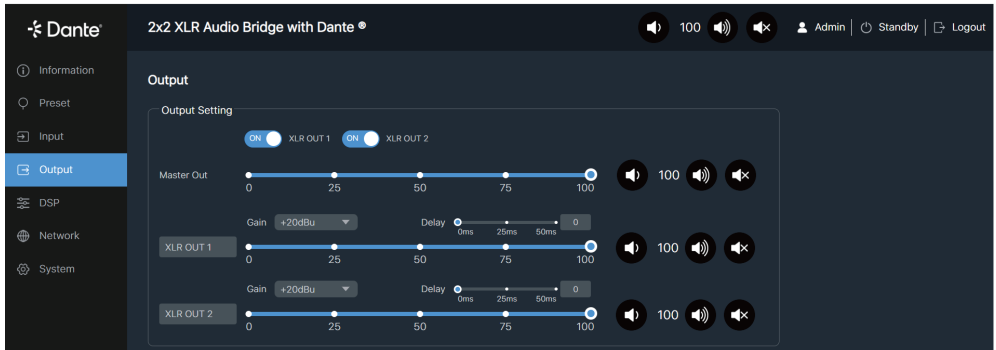 Dante®
2x2 XLR Audio Bridge with Dante ®
100
Admin
Standby
Logout
Information
Preset
Input
Output
DSP
Network
System
Output
Output Setting
ON XLR OUT 1 ON XLR OUT 2
Master Out
0 25 50 75 100
100
Gain +20dBu Delay 0
0ms 25ms 50ms
XLR OUT 1
0 25 50 75 100
100
Gain +20dBu Delay 0
0ms 25ms 50ms
XLR OUT 2
0 25 50 75 100
100